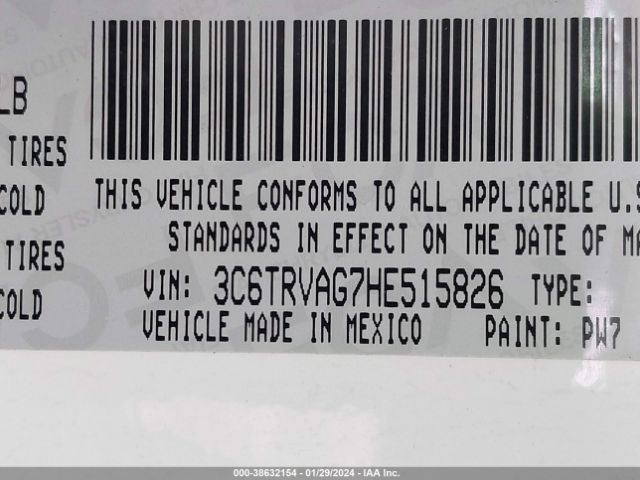 LB
TIRES
COLD
TIRES
COLD
THIS VEHICLE CONFORMS TO ALL APPLICABLE U.S
STANDARDS IN EFFECT ON THE DATE OF MA
VIN: 3C6TRVAG7HE515826 TYPE:
VEHICLE MADE IN MEXICO PAINT: PW7
000-38632154 - 01/29/2024 - IAA Inc.